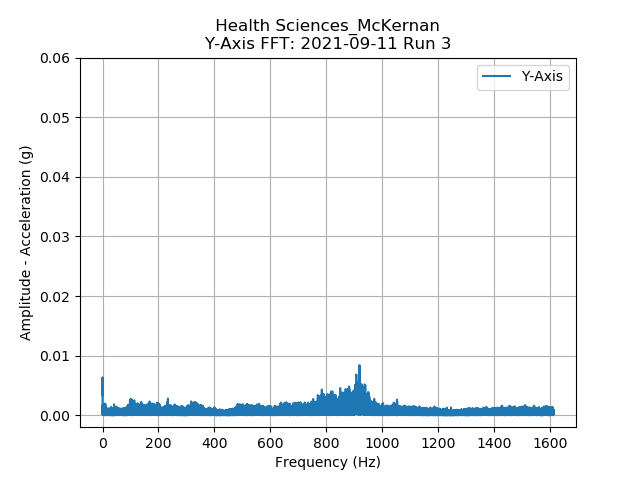 Health Sciences_McKernan
Y-Axis FFT: 2021-09-11 Run 3
Y-Axis
0.06
0.05
0.04
0.03
0.02
0.01
0.00
Amplitude - Acceleration (g)
0 200 400 600 800 1000 1200 1400 1600
Frequency (Hz)